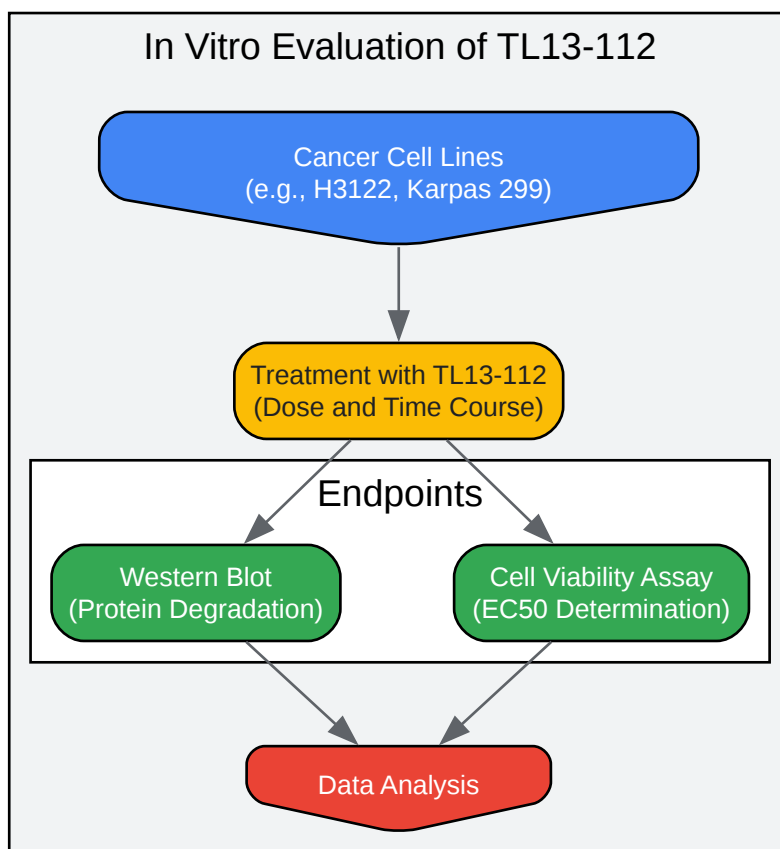 In Vitro Evaluation of TL13-112
Cancer Cell Lines
(e.g., H3122, Karpas 299)
Treatment with TL13-112
(Dose and Time Course)
Endpoints
Western Blot
(Protein Degradation)
Cell Viability Assay
(EC50 Determination)
Data Analysis